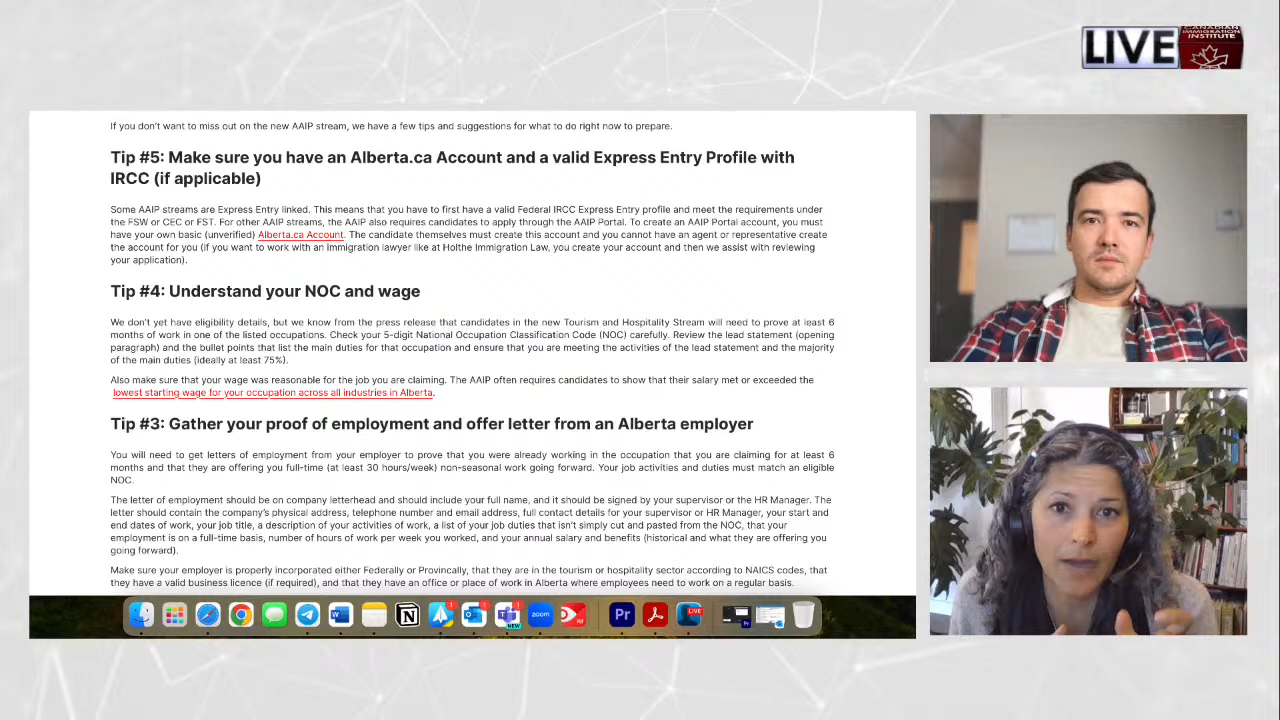 LIVE
CANADIAN
IMMIGRATION
INSTITUTE
If you don't want to miss out on the new AAIP stream, we have a few tips and suggestions for what to do right now to prepare.
Tip #5: Make sure you have an Alberta.ca Account and a valid Express Entry Profile with
IRCC (if applicable)
Some AAIP streams are Express Entry linked. This means that you have to first have a valid Federal IRCC Express Entry profile and meet the requirements under
the FSW or CEC or FST. For other AAIP streams, the AAIP also requires candidates to apply through the AAIP Portal. To create an AAIP Portal account, you must
have your own basic (unverified) Alberta.ca Account. The candidate themselves must create this account and you cannot have an agent or representative create
the account for you (if you want to work with an immigration lawyer like at Holthe Immigration Law, you create your account and then we assist with reviewing
your application).
Tip #4: Understand your NOC and wage
We don't yet have eligibility details, but we know from the press release that candidates in the new Tourism and Hospitality Stream will need to prove at least 6
months of work in one of the listed occupations. Check your 5-digit National Occupation Classification Code (NOC) carefully. Review the lead statement (opening
paragraph) and the bullet points that list the main duties for that occupation and ensure that you are meeting the activities of the lead statement and the majority
of the main duties (ideally at least 75%).
Also make sure that your wage was reasonable for the job you are claiming. The AAIP often requires candidates to show that their salary met or exceeded the
lowest starting wage for your occupation across all industries in Alberta.
Tip #3: Gather your proof of employment and offer letter from an Alberta employer
You will need to get letters of employment from your employer to prove that you were already working in the occupation that you are claiming for at least 6
months and that they are offering you full-time (at least 30 hours/week) non-seasonal work going forward. Your job activities and duties must match an eligible
NOC.
The letter of employment should be on company letterhead and should include your full name, and it should be signed by your supervisor or the HR Manager. The
letter should contain the company's physical address, telephone number and email address, full contact details for your supervisor or HR Manager, your start and
end dates of work, your job title, a description of your activities of work, a list of your job duties that isn't simply cut and pasted from the NOC, that your
employment is on a full-time basis, number of hours of work per week you worked, and your annual salary and benefits (historical and what they are offering you
going forward).
Make sure your employer is properly incorporated either Federally or Provincially, that they are in the tourism or hospitality sector according to NAICS codes, that
they have a valid business licence (if required), and that they have an office or place of work in Alberta where employees need to work on a regular basis.
W
N
1
1
1
NEW
zoom
Pr
LIVE